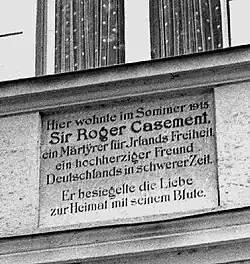 Hier wohnte im Sommer 1915
Sir Roger Casement,
ein Märtyrer für Jrlands Freiheit,
ein hochherziger Freund
Deutschlands in schwerer Zeit.
Er besiegelte die Liebe
zur Heimat mit seinem Blute.